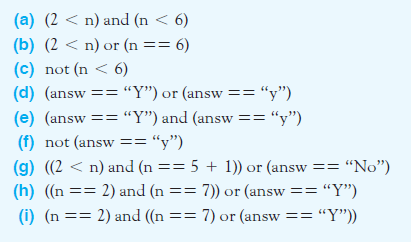 (a) (2 < n) and (n < 6)
(b) (2 < n) or (n == 6)
(c) not (n < 6)
(d) (answ == “Y”) or (answ == “y”)
(e) (answ == “Y”) and (answ == “y”)
(f) not (answ == “y”)
(g) ((2 < n) and (n == 5 + 1)) or (answ == “No”)
(h) ((n == 2) and (n == 7)) or (answ == “Y”)
(i) (n == 2) and ((n == 7) or (answ == “Y”))